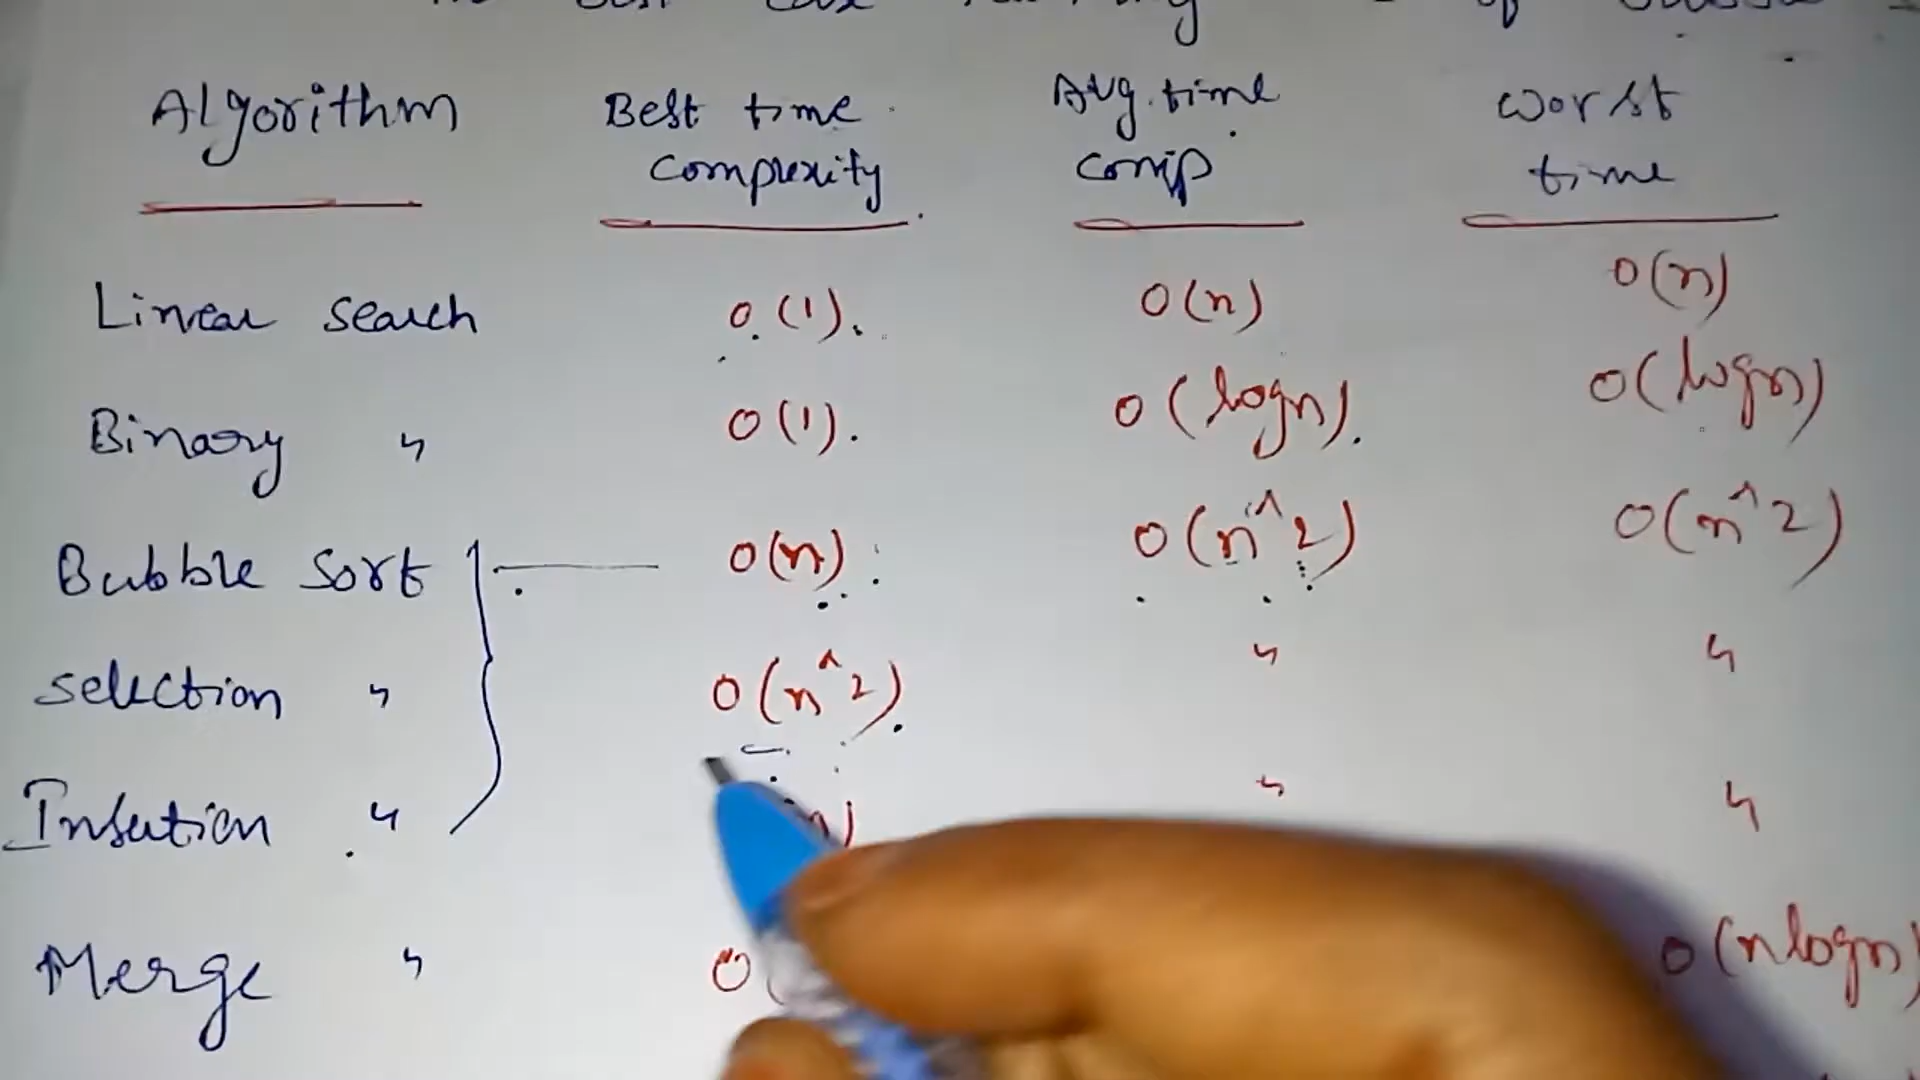 of
Algorithm Best time Avg. time worst
Complexity Comp time
Linear search O(1). O(n) O(n)
Binary " O(1). O(logn). O(logn)
Bubble sort O(n) O(n^2) O(n^2)
selection " O(n^2) " "
Insertion " " "
Merge " O( O(nlogn)